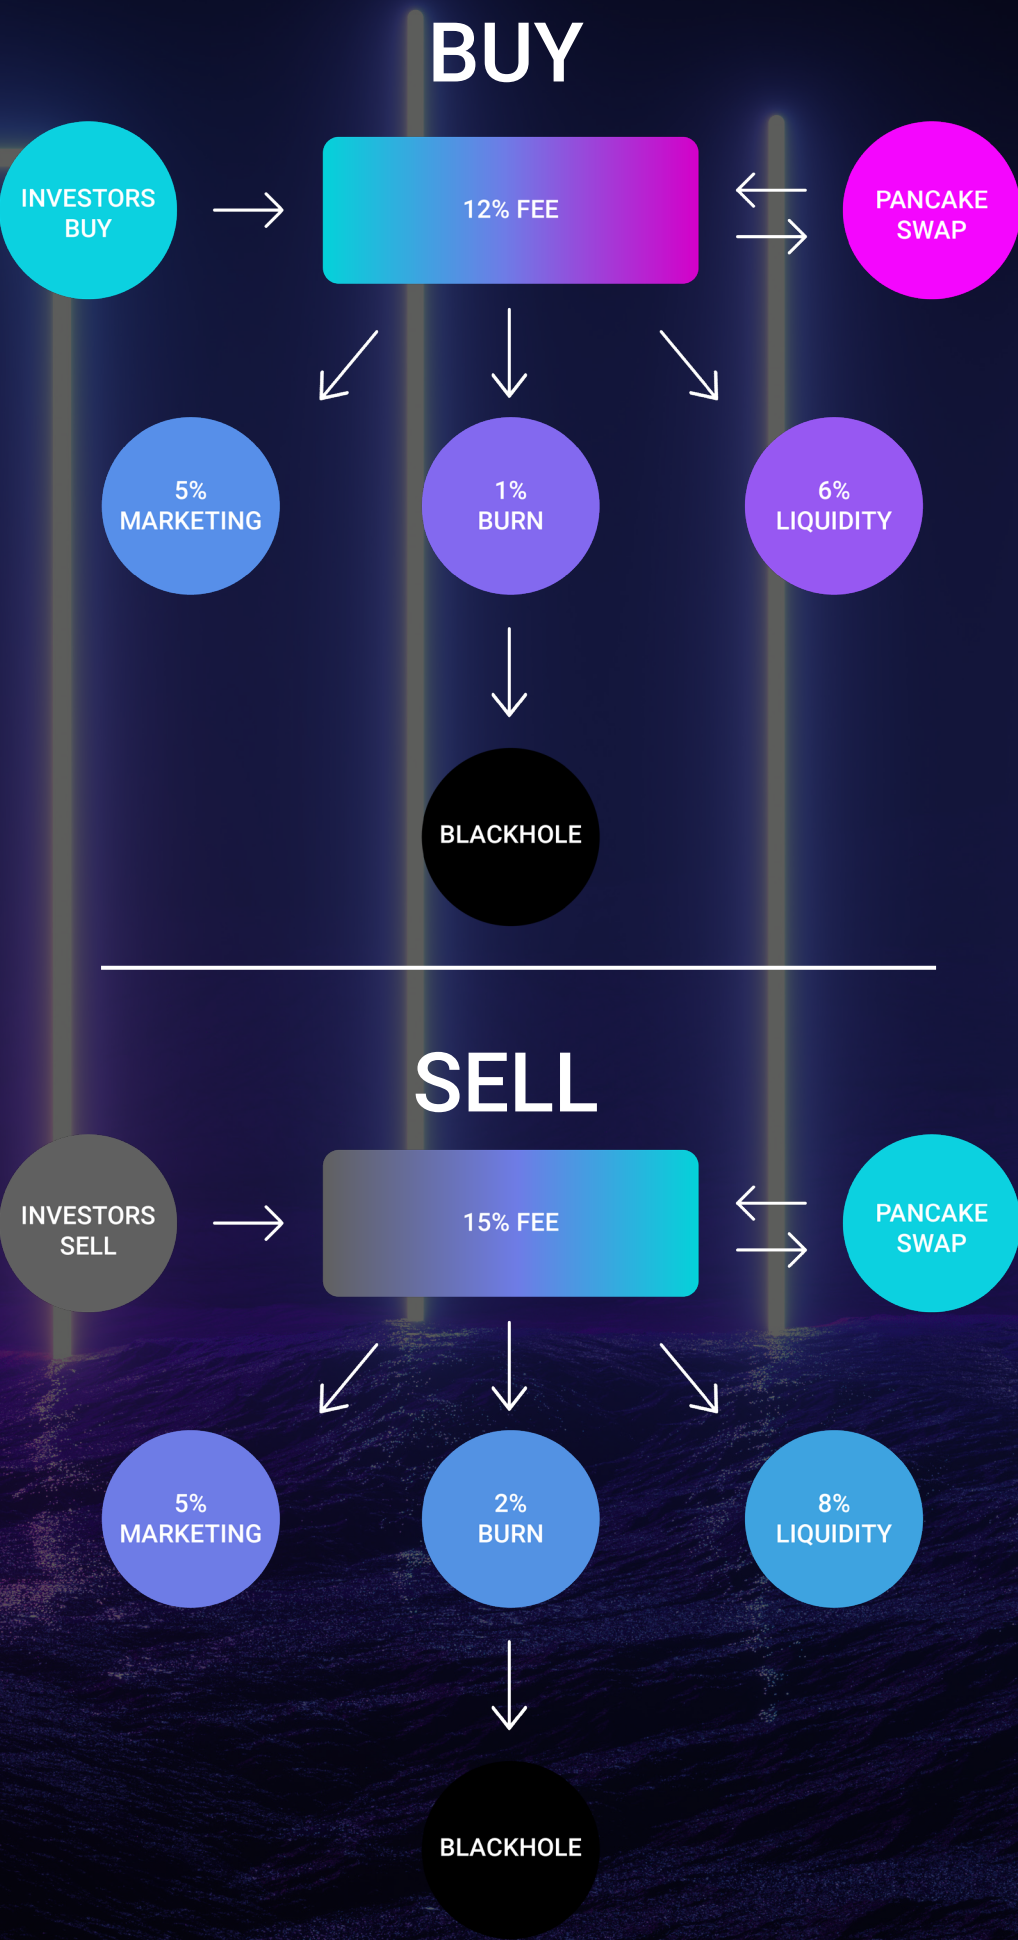 BUY
INVESTORS
BUY
12% FEE
PANCAKE
SWAP
5%
MARKETING
1%
BURN
6%
LIQUIDITY
BLACKHOLE
SELL
INVESTORS
SELL
15% FEE
PANCAKE
SWAP
5%
MARKETING
2%
BURN
8%
LIQUIDITY
BLACKHOLE